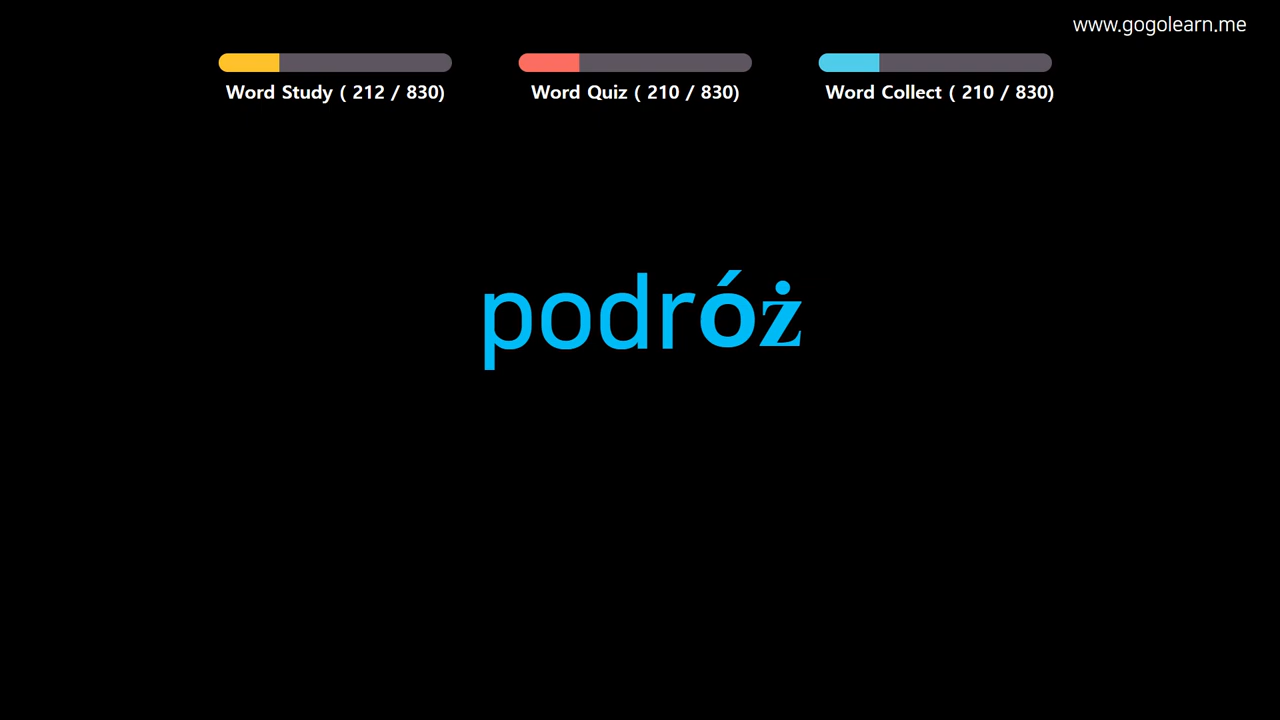 www.gogolearn.me
Word Study ( 212 / 830)
Word Quiz ( 210 / 830)
Word Collect ( 210 / 830)
podróż